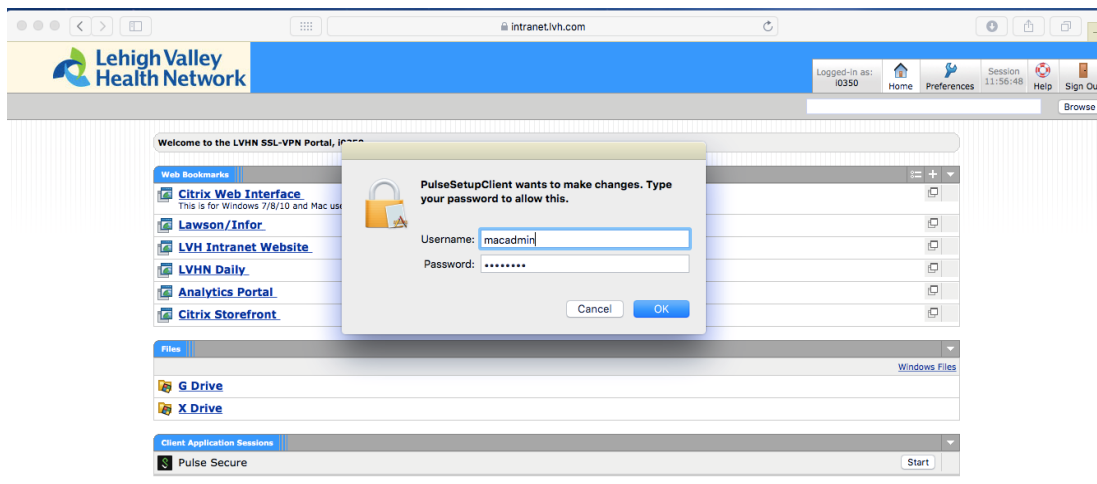 intranet.lvh.com
Lehigh Valley
Health Network
Logged-in as:
i0350
Home
Preferences
Session
11:56:48
Help
Sign Ou
Browse
Welcome to the LVHN SSL-VPN Portal, i0350
Web Bookmarks
Citrix Web Interface
This is for Windows 7/8/10 and Mac use
Lawson/Infor
LVH Intranet Website
LVHN Daily
Analytics Portal
Citrix Storefront
PulseSetupClient wants to make changes. Type
your password to allow this.
Username: macadmin
Password: ••••••••
Cancel
OK
Files
Windows Files
G Drive
X Drive
Client Application Sessions
Pulse Secure
Start